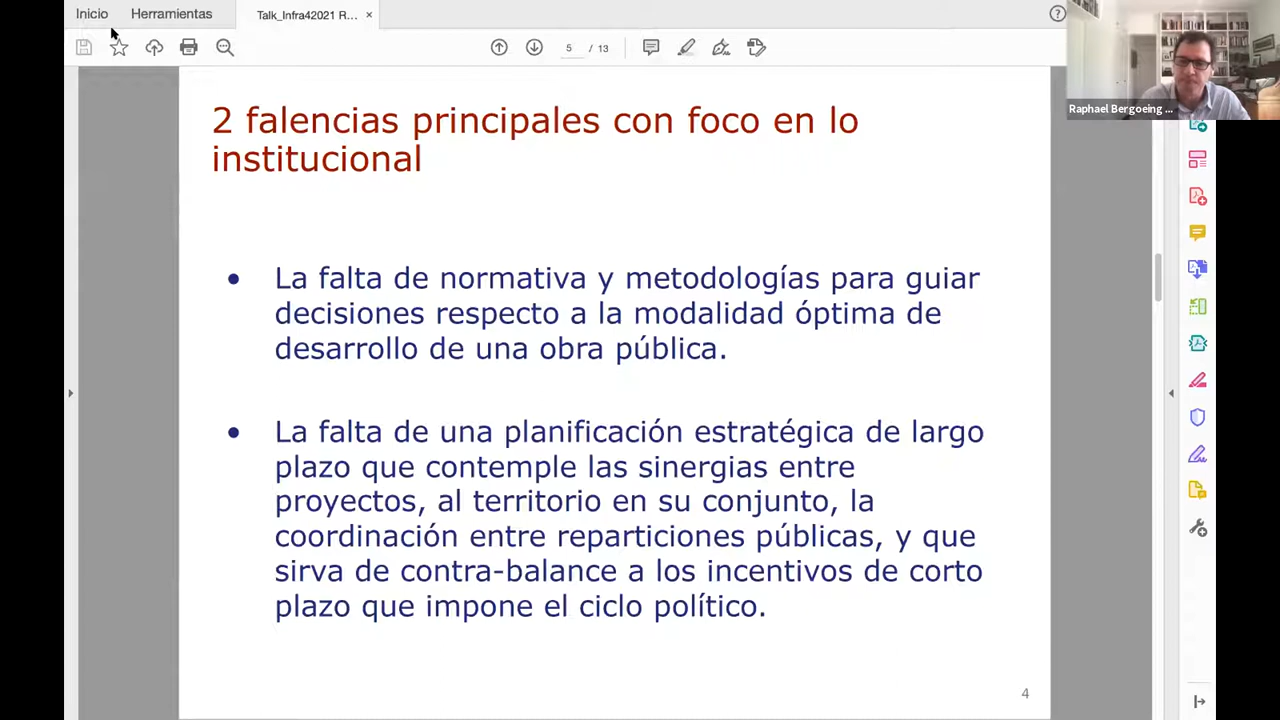 Inicio
Herramientas
Talk_Infra42021 R... ×
5 / 13
Raphael Bergoeing ...
2 falencias principales con foco en lo
institucional
• La falta de normativa y metodologías para guiar
decisiones respecto a la modalidad óptima de
desarrollo de una obra pública.
• La falta de una planificación estratégica de largo
plazo que contemple las sinergias entre
proyectos, al territorio en su conjunto, la
coordinación entre reparticiones públicas, y que
sirva de contra-balance a los incentivos de corto
plazo que impone el ciclo político.
4